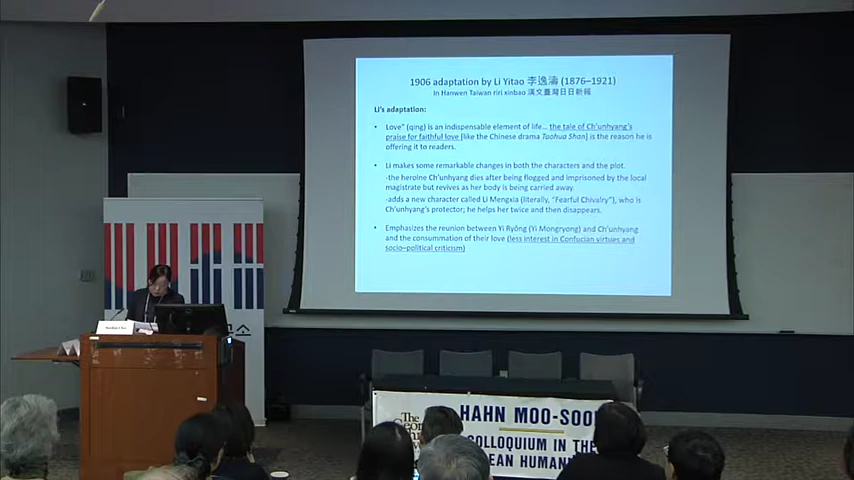 1906 adaptation by Li Yitao 李逸濤 (1876–1921)
In Hanwen Taiwan riri xinbao 漢文臺灣日日新報
Li's adaptation:
• Love" (qing) is an indispensable element of life... the tale of Ch'unhyang's
praise for faithful love [like the Chinese drama Taohua Shan] is the reason he is
offering it to readers.
• Li makes some remarkable changes in both the characters and the plot.
-the heroine Ch'unhyang dies after being flogged and imprisoned by the local
magistrate but revives as her body is being carried away.
-adds a new character called Li Mengxia (literally, "Fearful Chivalry"), who is
Ch'unhyang's protector; he helps her twice and then disappears.
• Emphasizes the reunion between Yi Ryŏng (Yi Mongryong) and Ch'unhyang
and the consummation of their love (less interest in Confucian virtues and
socio-political criticism)
구소
The
HAHN MOO-SOO
COLLOQUIUM IN THE
EAN HUMAN